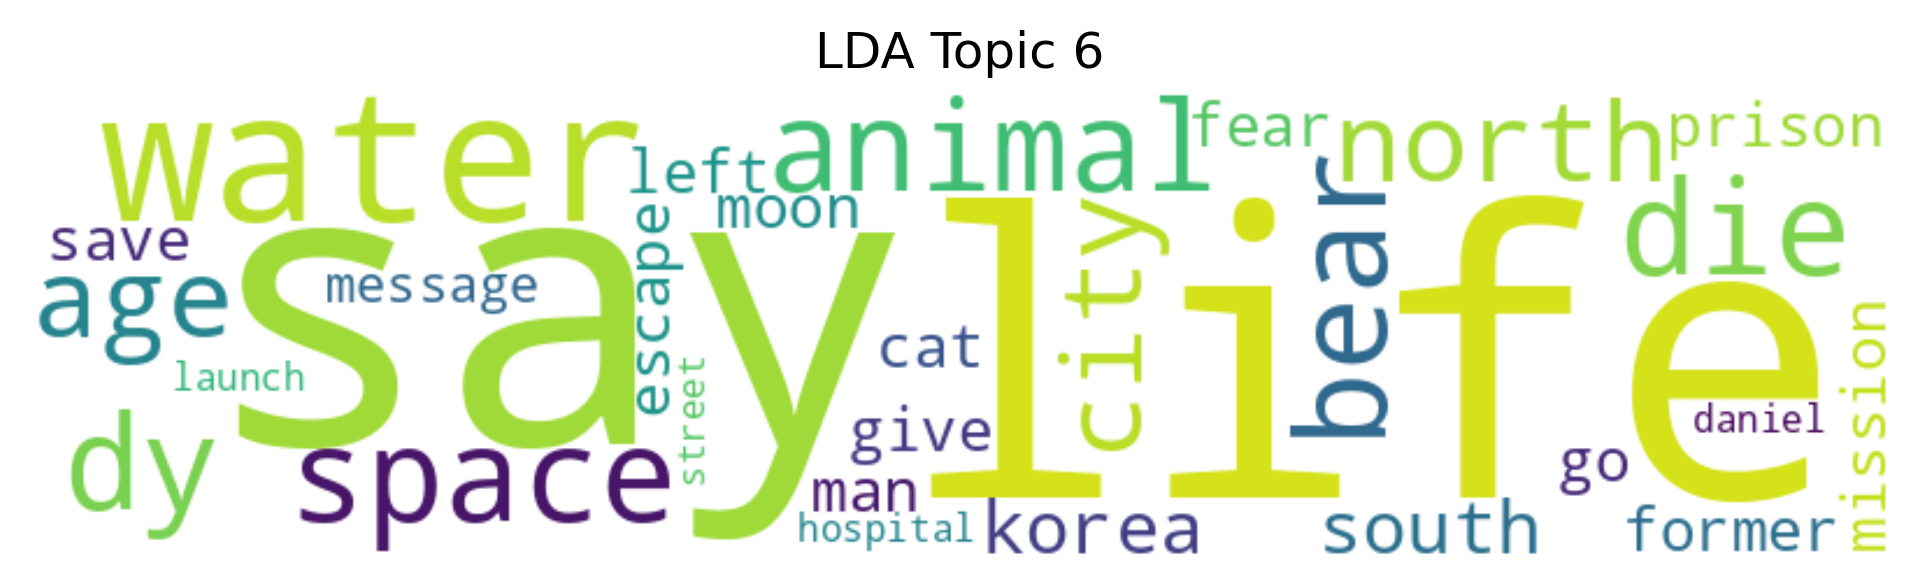 LDA Topic 6
water
left
animal
fear
north
prison
save
moon
die
age
message
say
escape
life
city
bear
cat
launch
street
give
daniel
mission
dy
space
man
go
hospital
korea
south
former